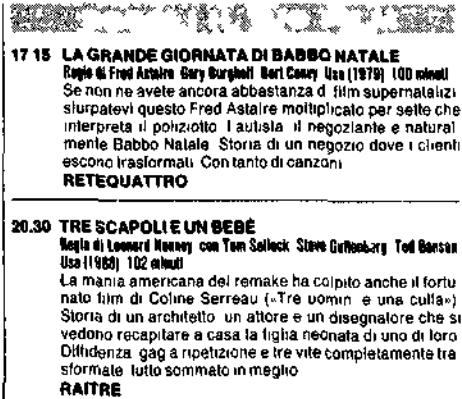 17 15 LA GRANDE GIORNATA DI BABBO NATALE
Regia di Fred Astaire Gary Burghoff Bert Convy Usa (1979) 100 minuti
Se non ne avete ancora abbastanza d film supernatalizi
sturpatevi questo Fred Astaire moltiplicato per sette che
interpreta il poliziotto l autista il negoziante e natural
mente Babbo Natale Storia di un negozio dove i clienti
escono trasformati Con tanto di canzoni
RETEQUATTRO
20.30 TRE SCAPOLI E UN BEBÈ
Regia di Leonard Nemoy con Tom Selleck Steve Guttenberg Ted Danson
Usa (1988) 102 minuti
La mania americana del remake ha colpito anche il fortu
nato film di Coline Serreau («Tre uomin e una culla»)
Storia di un architetto un attore e un disegnatore che si
vedono recapitare a casa la figlia neonata di uno di loro
Diffidenza gag a ripetizione e tre vite completamente tra
sformate tutto sommato in meglio
RAITRE